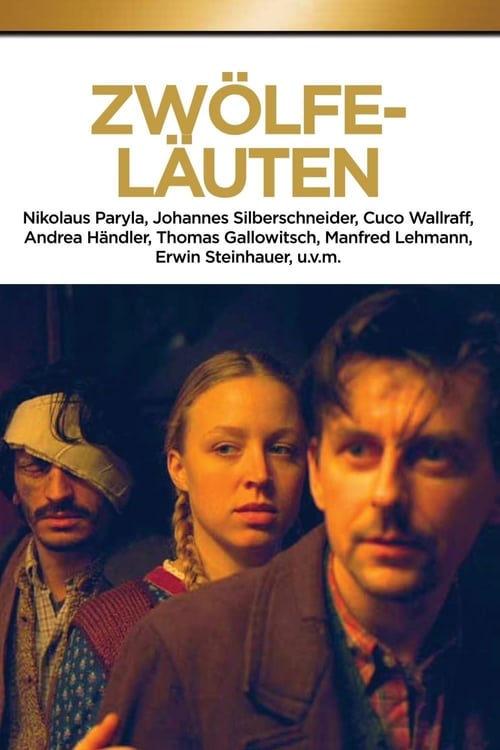 ZWÖLFE-
LÄUTEN
Nikolaus Paryla, Johannes Silberschneider, Cuco Wallraff,
Andrea Händler, Thomas Gallowitsch, Manfred Lehmann,
Erwin Steinhauer, u.v.m.